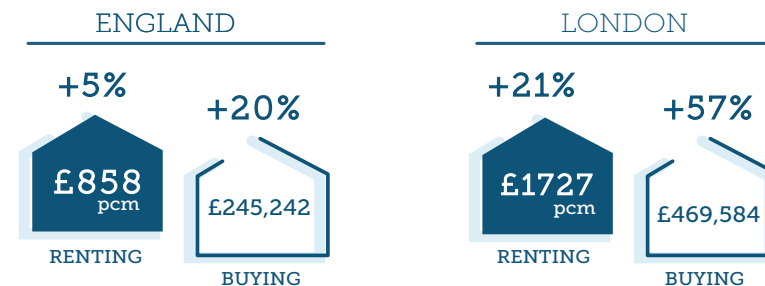 ENGLAND
+5%
+20%
£858
pcm
£245,242
RENTING
BUYING
LONDON
+21%
+57%
£1727
pcm
£469,584
RENTING
BUYING